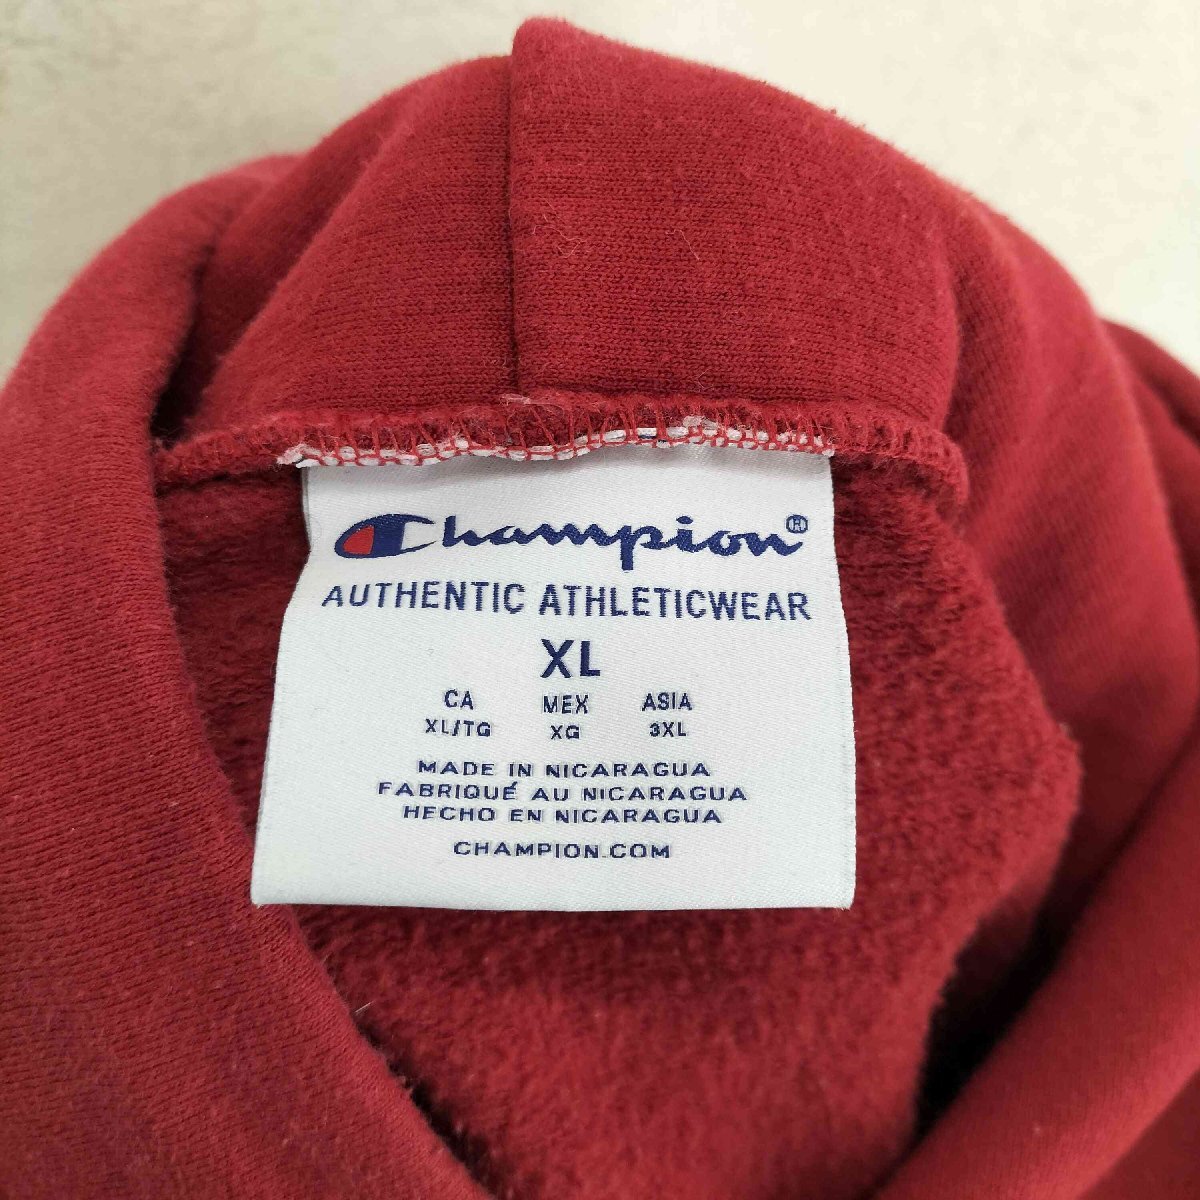 Champion®
AUTHENTIC ATHLETICWEAR
XL
CA MEX ASIA
XL/TG XG 3XL
MADE IN NICARAGUA
FABRIQUÉ AU NICARAGUA
HECHO EN NICARAGUA
CHAMPION.COM